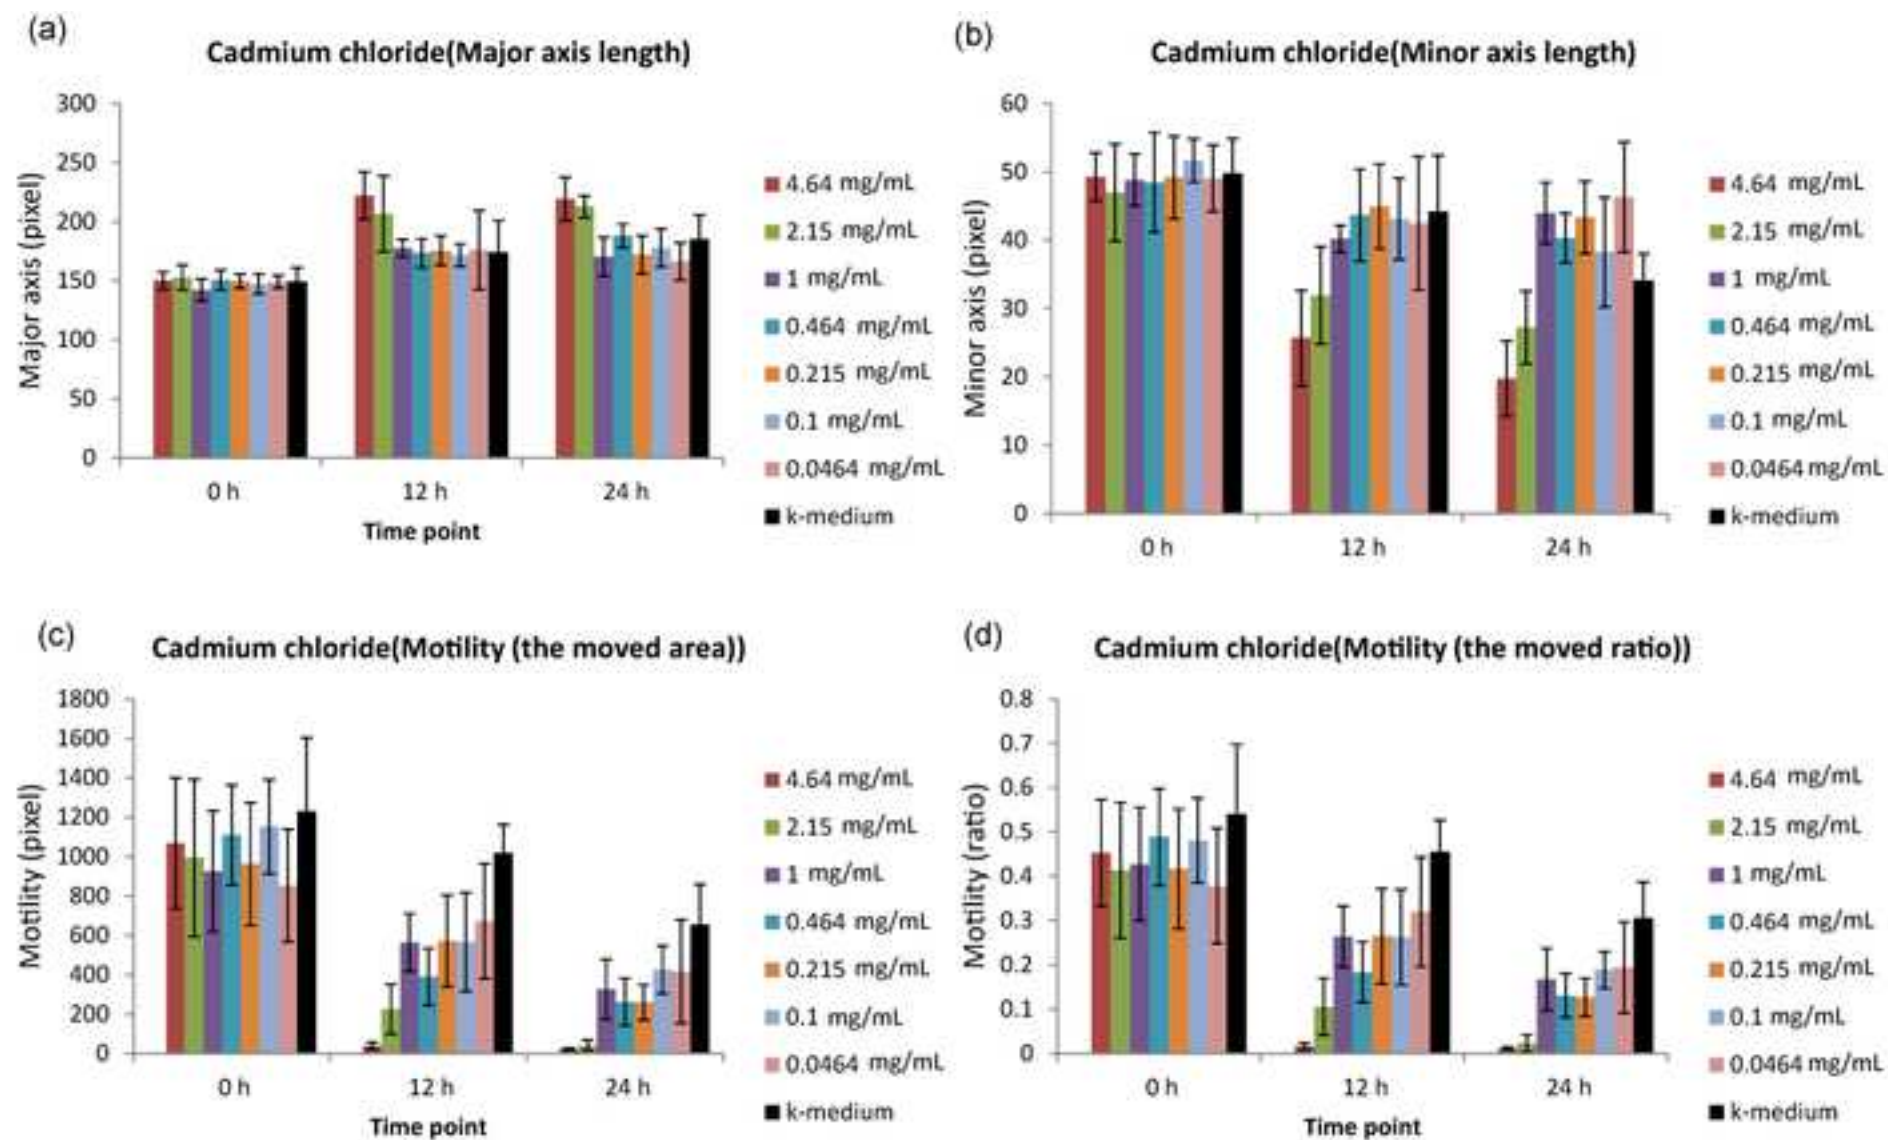 (a)
Cadmium chloride(Major axis length)
300
250
200
150
100
50
0
Major axis (pixel)
0 h
12 h
24 h
Time point
4.64 mg/mL
2.15 mg/mL
1 mg/mL
0.464 mg/mL
0.215 mg/mL
0.1 mg/mL
0.0464 mg/mL
k-medium
(b)
Cadmium chloride(Minor axis length)
60
50
40
30
20
10
0
Minor axis (pixel)
0 h
12 h
24 h
4.64 mg/mL
2.15 mg/mL
1 mg/mL
0.464 mg/mL
0.215 mg/mL
0.1 mg/mL
0.0464 mg/mL
k-medium
(c)
Cadmium chloride(Motility (the moved area))
1800
1600
1400
1200
1000
800
600
400
200
0
Motility (pixel)
0 h
12 h
24 h
Time point
4.64 mg/mL
2.15 mg/mL
1 mg/mL
0.464 mg/mL
0.215 mg/mL
0.1 mg/mL
0.0464 mg/mL
k-medium
(d)
Cadmium chloride(Motility (the moved ratio))
0.8
0.7
0.6
0.5
0.4
0.3
0.2
0.1
0
Motility (ratio)
0 h
12 h
24 h
Time point
4.64 mg/mL
2.15 mg/mL
1 mg/mL
0.464 mg/mL
0.215 mg/mL
0.1 mg/mL
0.0464 mg/mL
k-medium